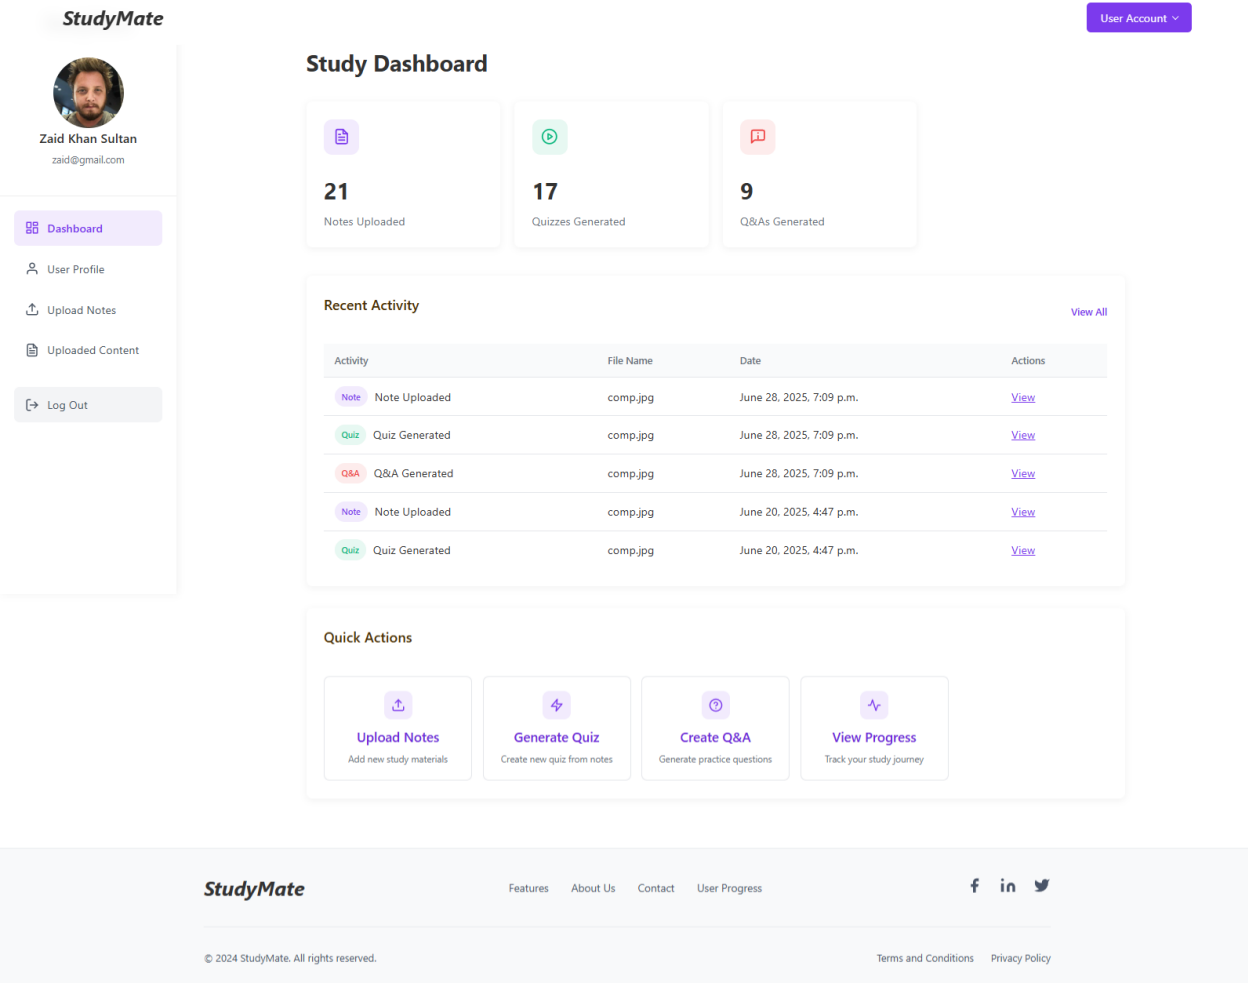 StudyMate
User Account
Zaid Khan Sultan
zaid@gmail.com
Dashboard
User Profile
Upload Notes
Uploaded Content
Log Out
Study Dashboard
21
Notes Uploaded
17
Quizzes Generated
9
Q&As Generated
Recent Activity
View All
Activity File Name Date Actions
Note Note Uploaded comp.jpg June 28, 2025, 7:09 p.m. View
Quiz Quiz Generated comp.jpg June 28, 2025, 7:09 p.m. View
Q&A Q&A Generated comp.jpg June 28, 2025, 7:09 p.m. View
Note Note Uploaded comp.jpg June 20, 2025, 4:47 p.m. View
Quiz Quiz Generated comp.jpg June 20, 2025, 4:47 p.m. View
Quick Actions
Upload Notes
Add new study materials
Generate Quiz
Create new quiz from notes
Create Q&A
Generate practice questions
View Progress
Track your study journey
StudyMate
Features About Us Contact User Progress
© 2024 StudyMate. All rights reserved.
Terms and Conditions Privacy Policy